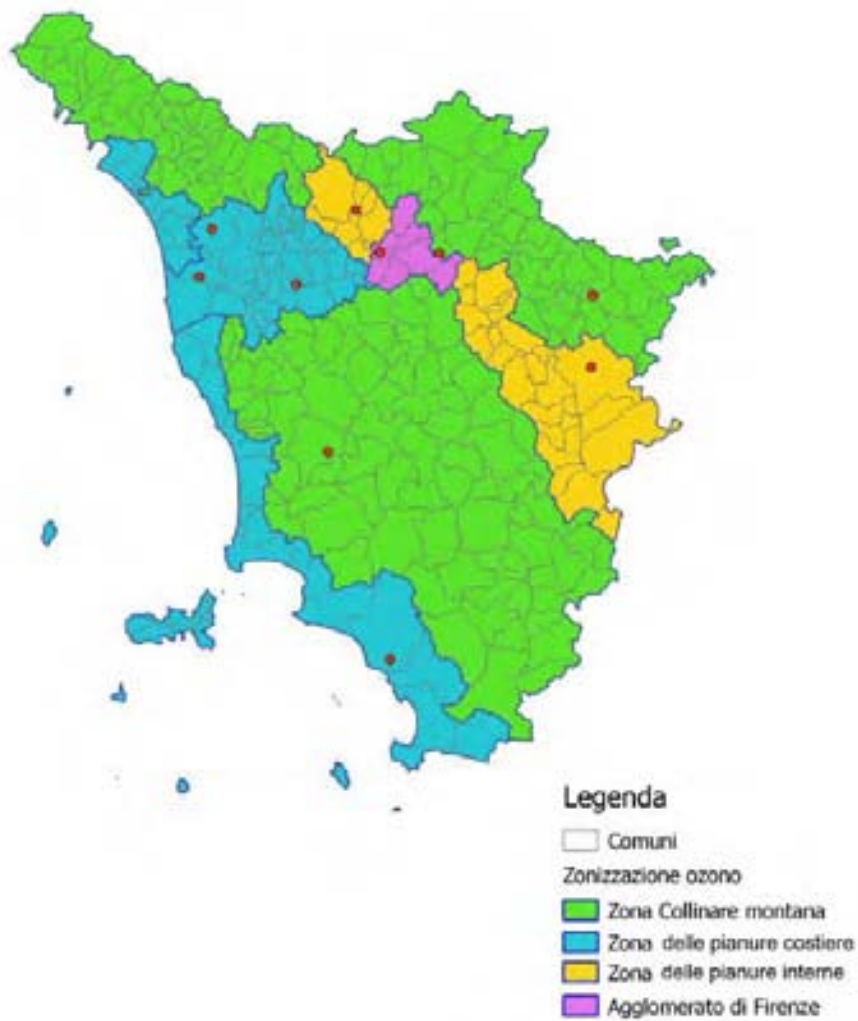 Legenda
Comuni
Zonizzazione ozono
Zona Collinare montana
Zona delle pianure costiere
Zona delle pianure interne
Agglomerato di Firenze